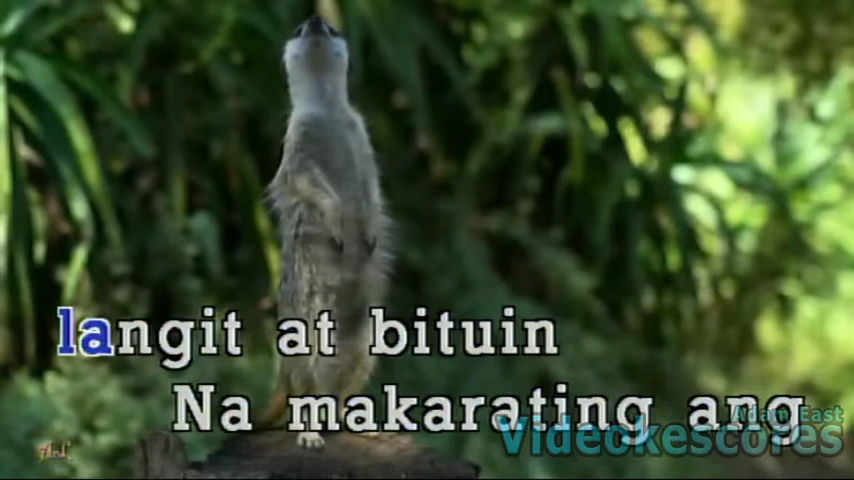 langit at bituin
Na makarating ang
Adam East
Videokescores